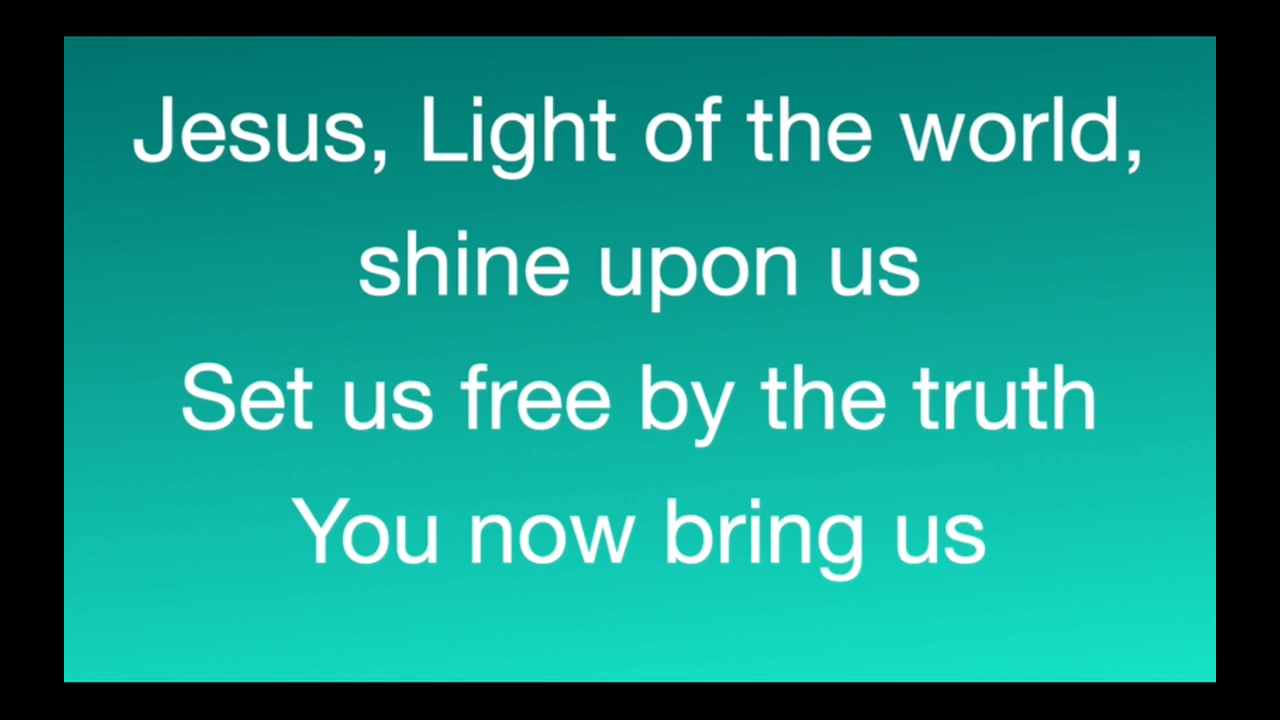 Jesus, Light of the world,
shine upon us
Set us free by the truth
You now bring us